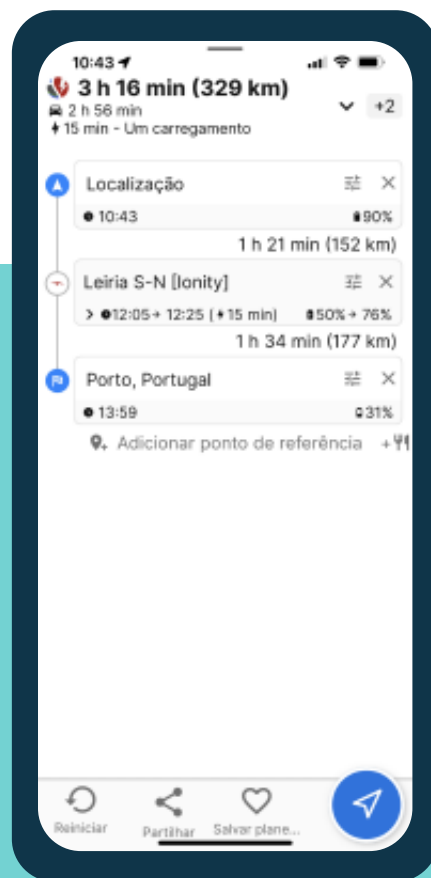 10:43
3 h 16 min (329 km)
+2
2 h 56 min
15 min - Um carregamento
Localização
10:43 90%
1 h 21 min (152 km)
Leiria S-N [Ionity]
> 12:05→ 12:25 ( 15 min) 50%→ 76%
1 h 34 min (177 km)
Porto, Portugal
13:59 31%
Adicionar ponto de referência +
Reiniciar Partilhar Salvar plane...